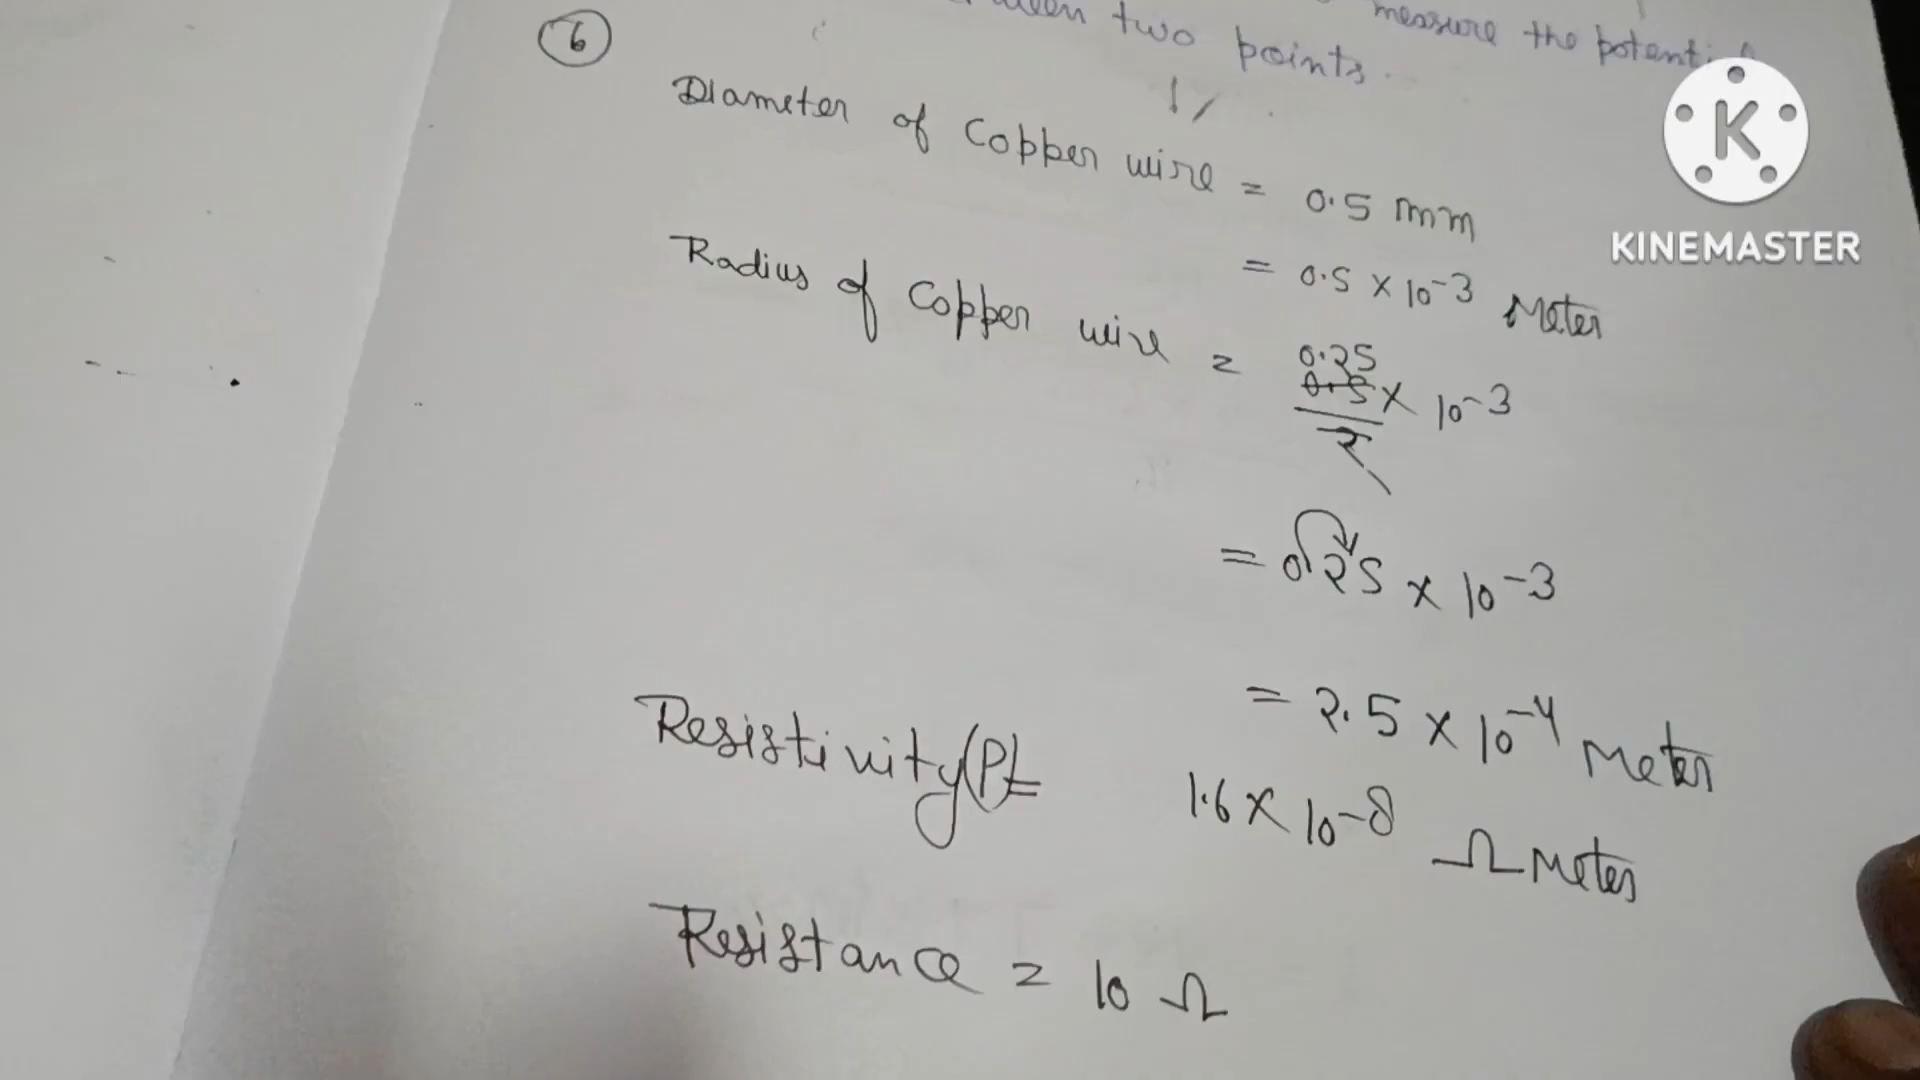 measure the
two points.
6
Diameter of Copper wire = 0.5 mm
= 0.5 × 10⁻³ Meter
Radius of Copper wire = 0.25
0.5 × 10⁻³
2
= 0.25 × 10⁻³
= 2.5 × 10⁻⁴ Meter
Resistivity (ρ) = 1.6 × 10⁻⁸ Ω Meter
Resistance = 10 Ω
K
KINEMASTER